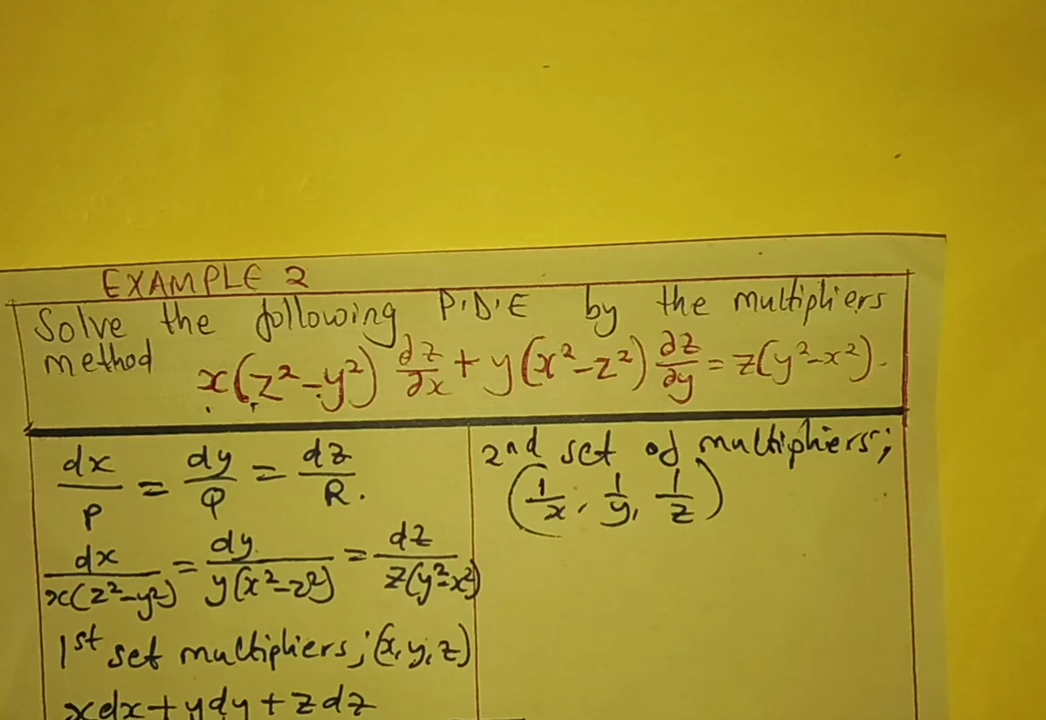 EXAMPLE 2
Solve the following P.D.E by the multipliers
method x(z²-y²) ∂z/∂x + y(x²-z²) ∂z/∂y = z(y²-x²).
dx/P = dy/Q = dz/R.
dx/x(z²-y²) = dy/y(x²-z²) = dz/z(y²-x²)
1st set multipliers; (x, y, z)
xdx + ydy + zdz
2nd set of multipliers;
(1/x, 1/y, 1/z)